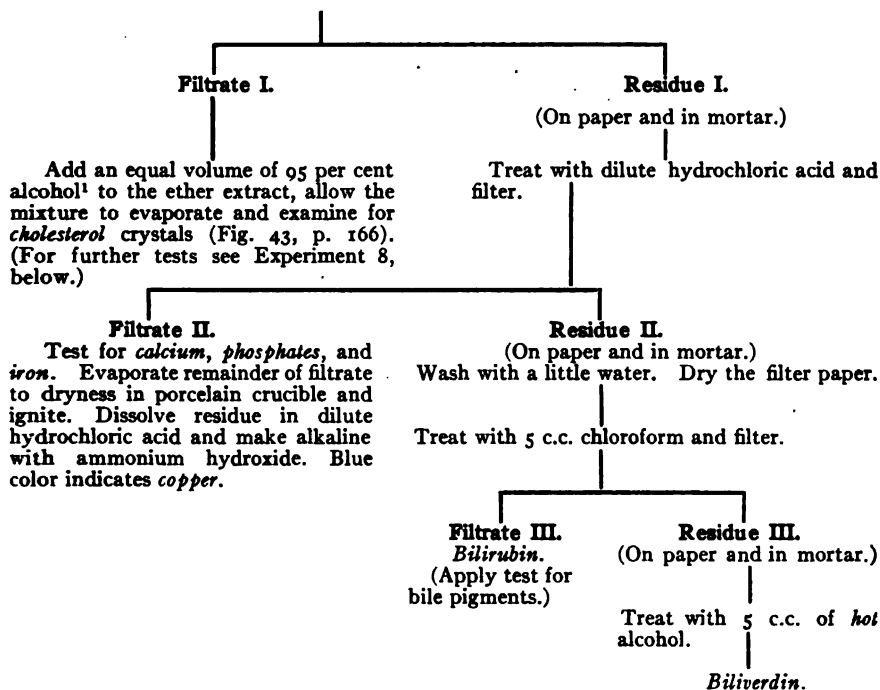 Filtrate I.
Add an equal volume of 95 per cent
alcohol¹ to the ether extract, allow the
mixture to evaporate and examine for
cholesterol crystals (Fig. 43, p. 166).
(For further tests see Experiment 8,
below.)
Residue I.
(On paper and in mortar.)
Treat with dilute hydrochloric acid and
filter.
Filtrate II.
Test for calcium, phosphates, and
iron. Evaporate remainder of filtrate
to dryness in porcelain crucible and
ignite. Dissolve residue in dilute
hydrochloric acid and make alkaline
with ammonium hydroxide. Blue
color indicates copper.
Residue II.
(On paper and in mortar.)
Wash with a little water. Dry the filter paper.
Treat with 5 c.c. chloroform and filter.
Filtrate III.
Bilirubin.
(Apply test for
bile pigments.)
Residue III.
(On paper and in mortar.)
Treat with 5 c.c. of hot
alcohol.
Biliverdin.